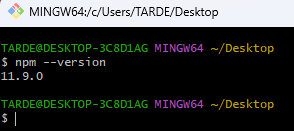 MINGW64:/c/Users/TARDE/Desktop
TARDE@DESKTOP-3C8D1AG MINGW64 ~/Desktop
$ npm --version
11.9.0
TARDE@DESKTOP-3C8D1AG MINGW64 ~/Desktop
$